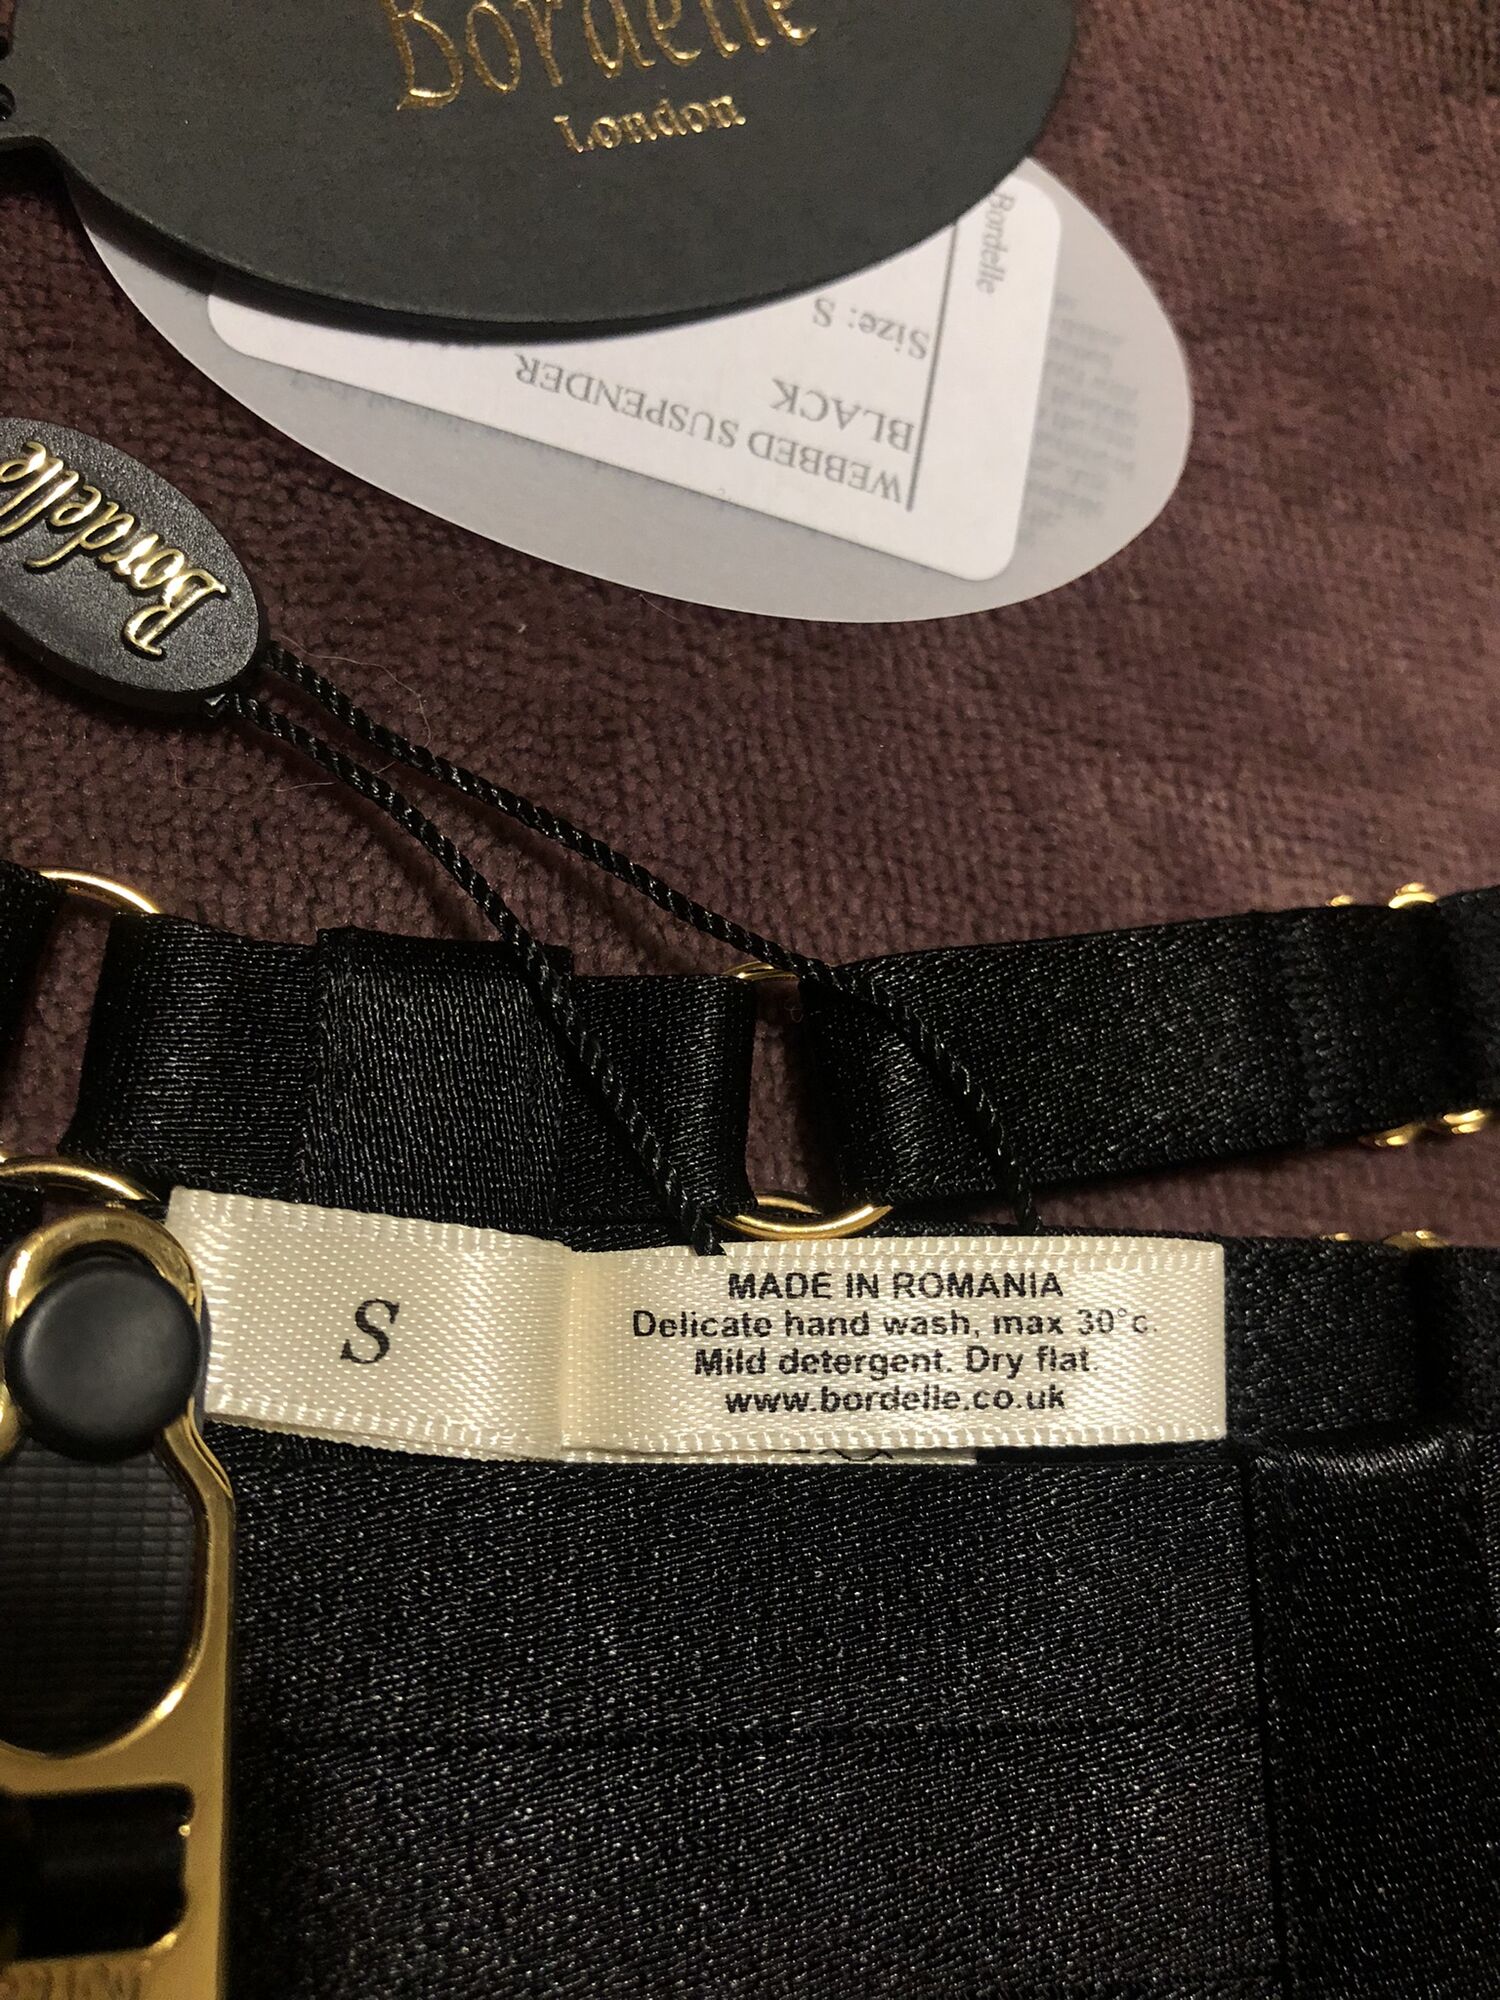 Bordelle
London
Bordelle
Size: S
BLACK
WEBBED SUSPENDER
Bordelle
S
MADE IN ROMANIA
Delicate hand wash, max 30°c.
Mild detergent. Dry flat.
www.bordelle.co.uk